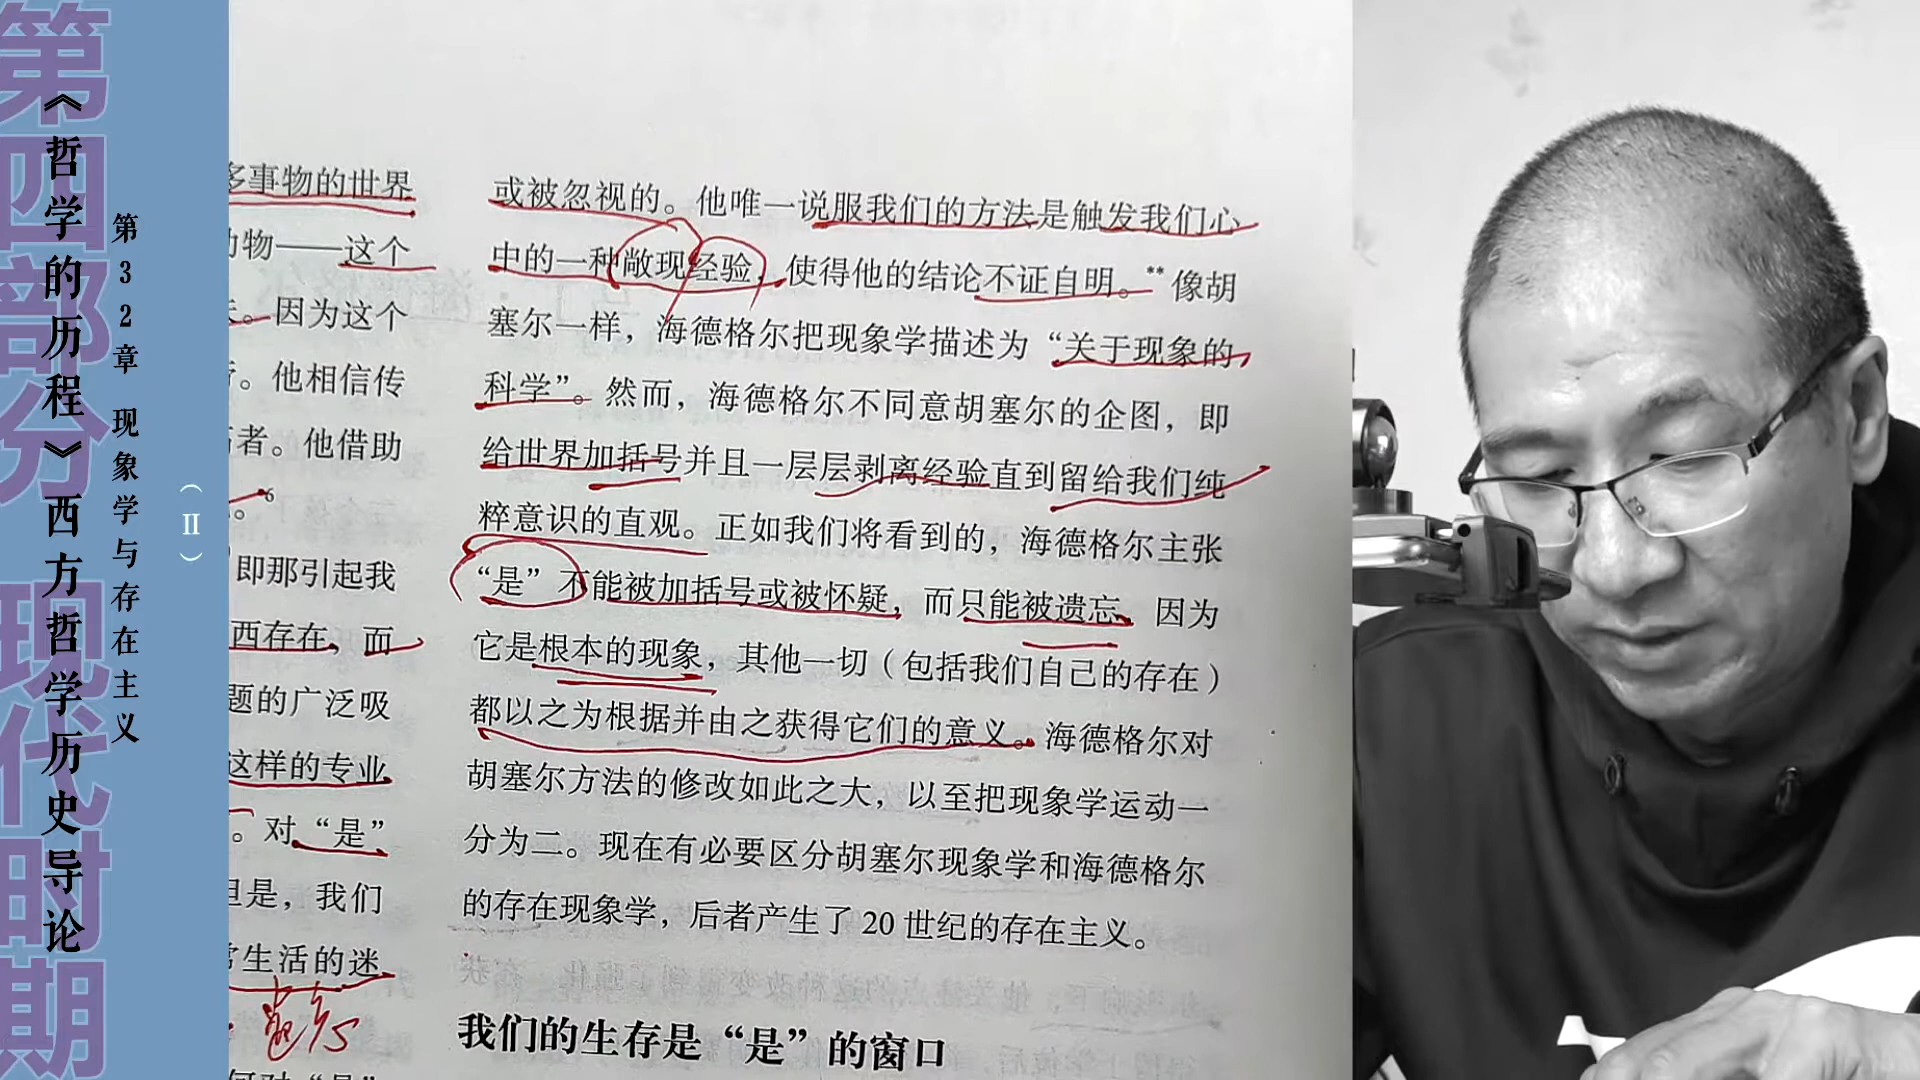 第四部分 现代时期
《哲学的历程》西方哲学历史导论
第32章 现象学与存在主义
（II）
多事物的世界
动物——这个
。因为这个
。他相信传
者。他借助
。6
即那引起我
西存在，而
题的广泛吸
这样的专业
。对“是”
但是，我们
常生活的迷
或被忽视的。他唯一说服我们的方法是触发我们心
中的一种敞现经验，使得他的结论不证自明。**像胡
塞尔一样，海德格尔把现象学描述为“关于现象的
科学”。然而，海德格尔不同意胡塞尔的企图，即
给世界加括号并且一层层剥离经验直到留给我们纯
粹意识的直观。正如我们将看到的，海德格尔主张
“是”不能被加括号或被怀疑，而只能被遗忘，因为
它是根本的现象，其他一切（包括我们自己的存在）
都以之为根据并由之获得它们的意义。海德格尔对
胡塞尔方法的修改如此之大，以至把现象学运动一
分为二。现在有必要区分胡塞尔现象学和海德格尔
的存在现象学，后者产生了20世纪的存在主义。
我们的生存是“是”的窗口